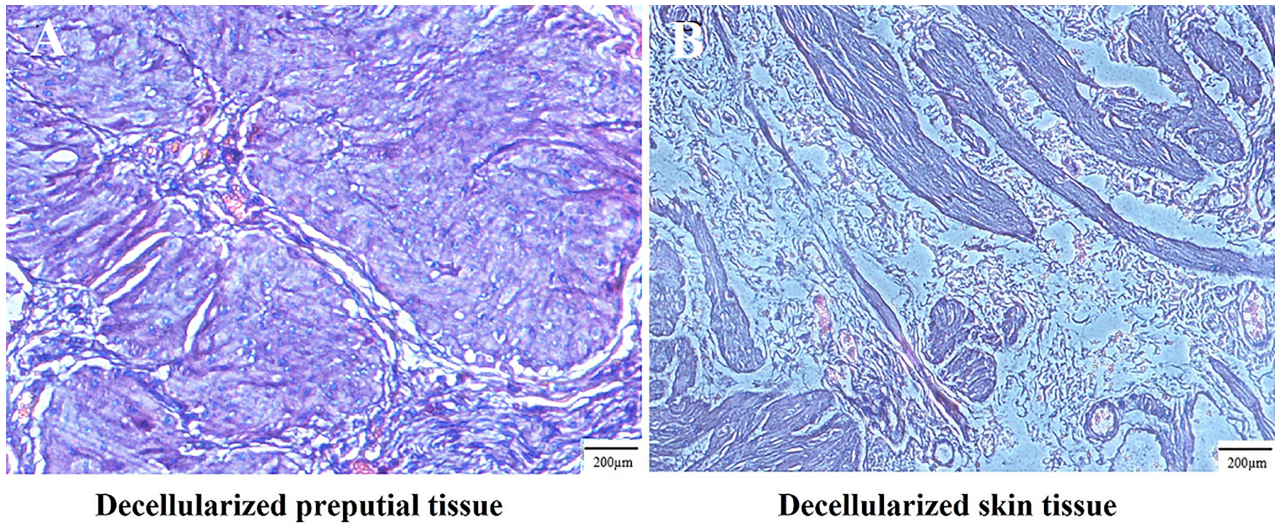 A
B
200μm
200μm
Decellularized preputial tissue
Decellularized skin tissue